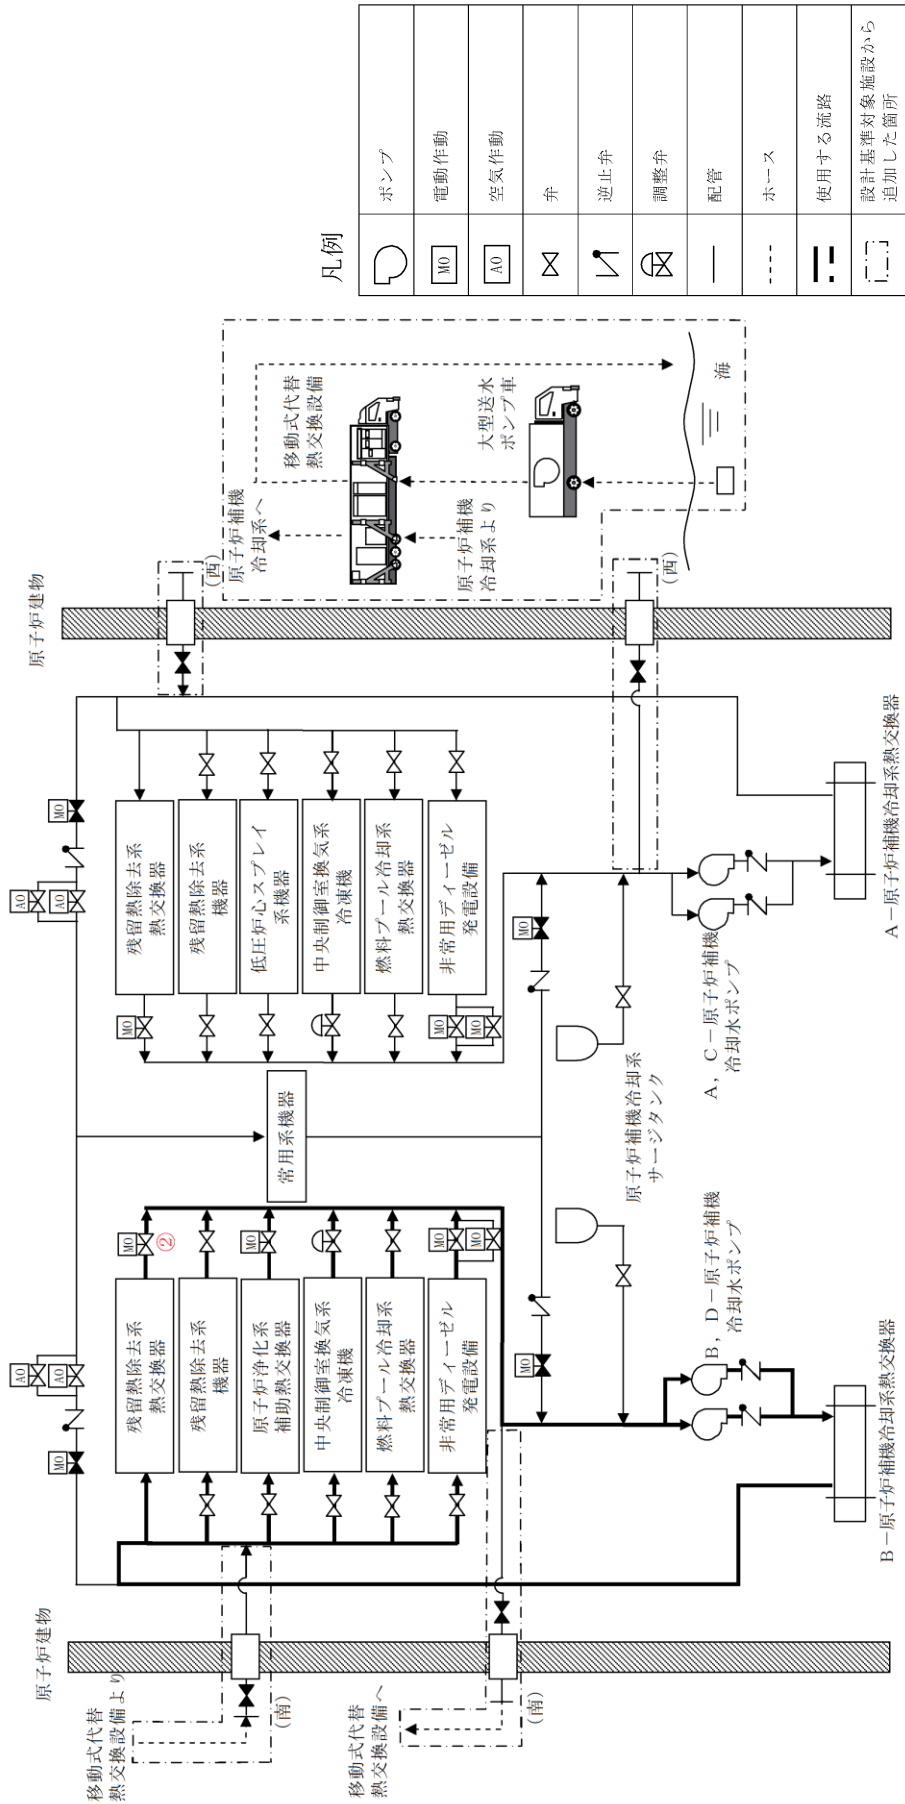 原子炉建物
移動式代替
熱交換設備より
(南)
移動式代替
熱交換設備へ
(南)
MO
AO
AO
残留熱除去系
熱交換器
残留熱除去系
機器
原子炉浄化系
補助熱交換器
中央制御室換気系
冷凍機
燃料プール冷却系
熱交換器
非常用ディーゼル
発電設備
MO
②
MO
MO
MO
MO
B，D－原子炉補機
冷却水ポンプ
B－原子炉補機冷却系熱交換器
常用系機器
原子炉補機冷却系
サージタンク
AO
AO
MO
MO
残留熱除去系
熱交換器
残留熱除去系
機器
低圧炉心スプレイ
系機器
中央制御室換気系
冷凍機
燃料プール冷却系
熱交換器
非常用ディーゼル
発電設備
MO
MO
MO
A，C－原子炉補機
冷却水ポンプ
A－原子炉補機冷却系熱交換器
原子炉建物
(西)
(西)
原子炉補機
冷却系へ
移動式代替
熱交換設備
原子炉補機
冷却系より
大型送水
ポンプ車
海
凡例
ポンプ
MO 電動作動
AO 空気作動
弁
逆止弁
調整弁
配管
ホース
使用する流路
設計基準対象施設から
追加した箇所